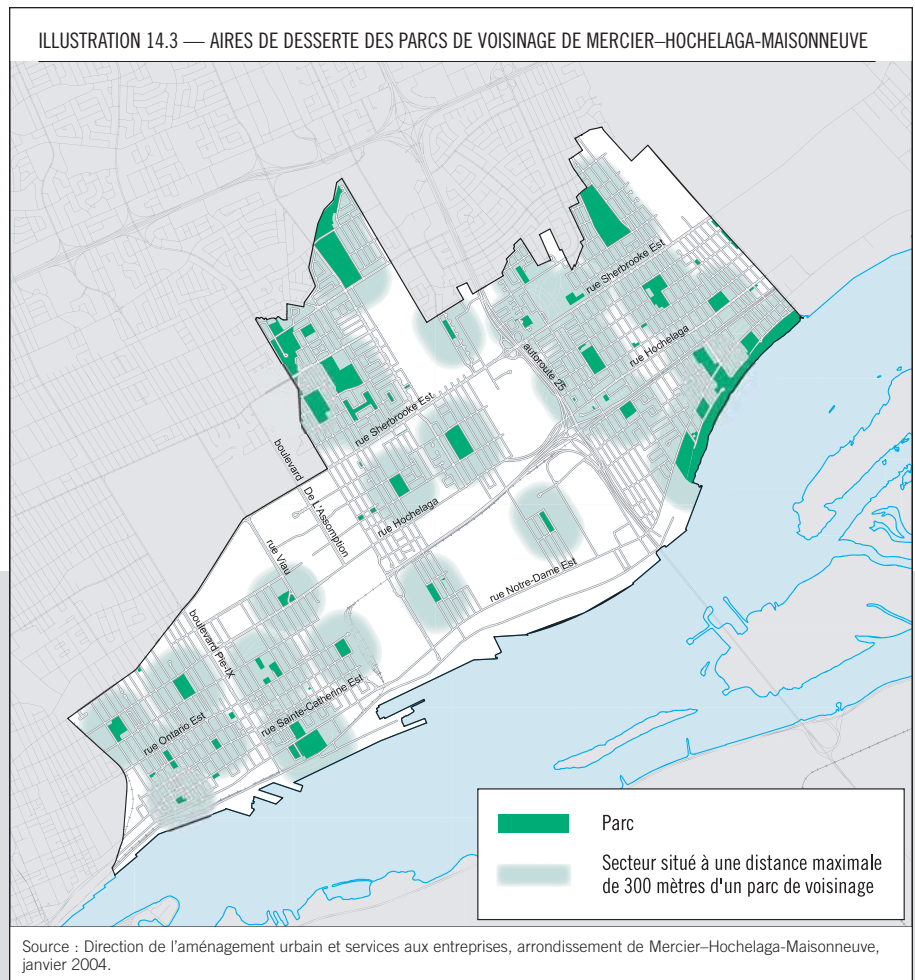 ILLUSTRATION 14.3 — AIRES DE DESSERTE DES PARCS DE VOISINAGE DE MERCIER–HOCHELAGA-MAISONNEUVE
rue Sherbrooke Est
rue Hochelaga
autoroute 25
rue Sherbrooke Est
boulevard De L'Assomption
rue Hochelaga
rue Viau
rue Notre-Dame Est
boulevard Pie-IX
rue Sainte-Catherine Est
rue Ontario Est
Parc
Secteur situé à une distance maximale
de 300 mètres d'un parc de voisinage
Source : Direction de l'aménagement urbain et services aux entreprises, arrondissement de Mercier–Hochelaga-Maisonneuve,
janvier 2004.